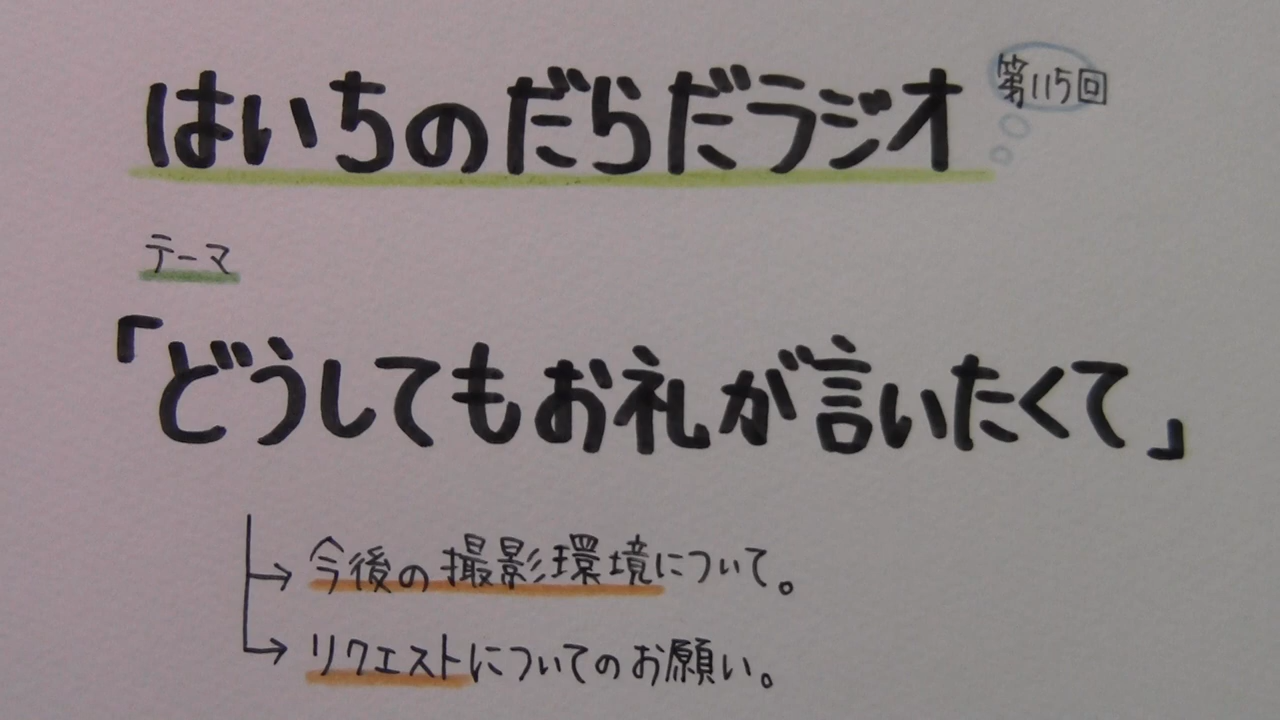 はいちのだらだラジオ 第115回
テーマ
「どうしてもお礼が言いたくて」
今後の撮影環境について。
リクエストについてのお願い。